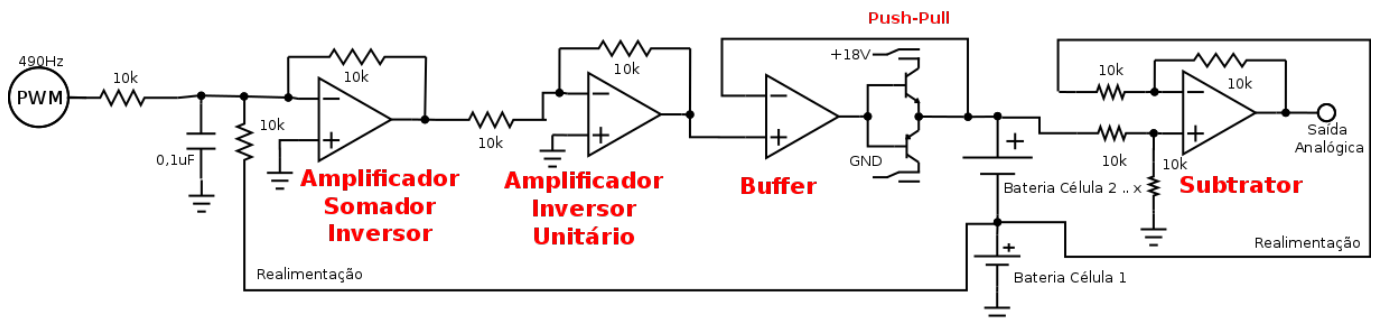 Push-Pull
490Hz
PWM
10k
0,1uF
10k
10k
Amplificador
Somador
Inversor
10k
10k
Amplificador
Inversor
Unitário
Buffer
+18V
GND
Bateria Célula 2 .. x
Bateria Célula 1
10k
10k
10k
10k
Subtrator
Saída
Analógica
Realimentação
Realimentação